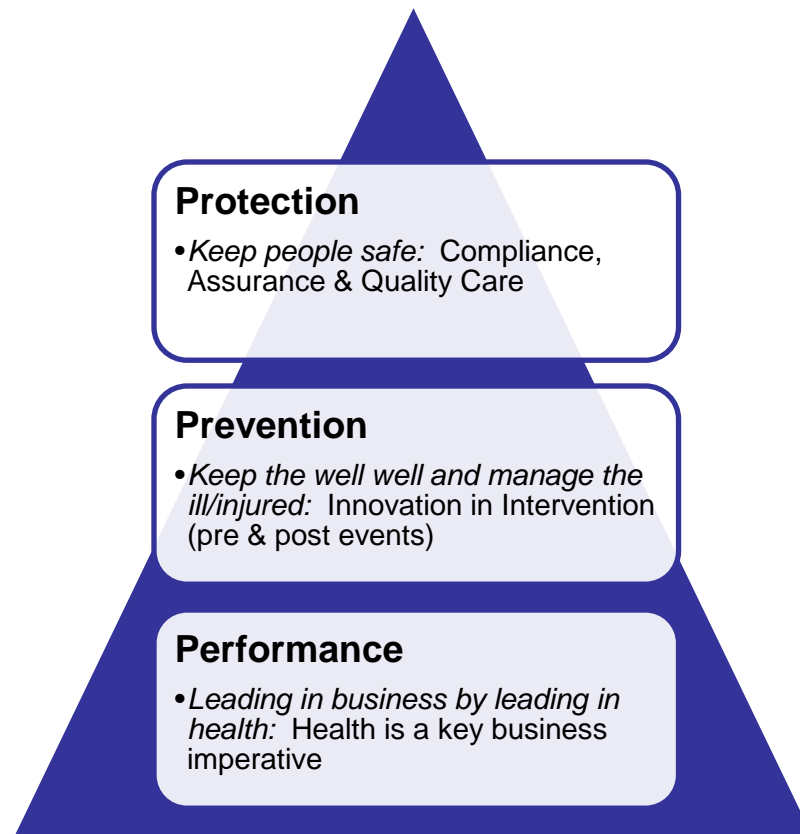 Protection
•Keep people safe: Compliance,
Assurance & Quality Care
Prevention
•Keep the well well and manage the
ill/injured: Innovation in Intervention
(pre & post events)
Performance
•Leading in business by leading in
health: Health is a key business
imperative